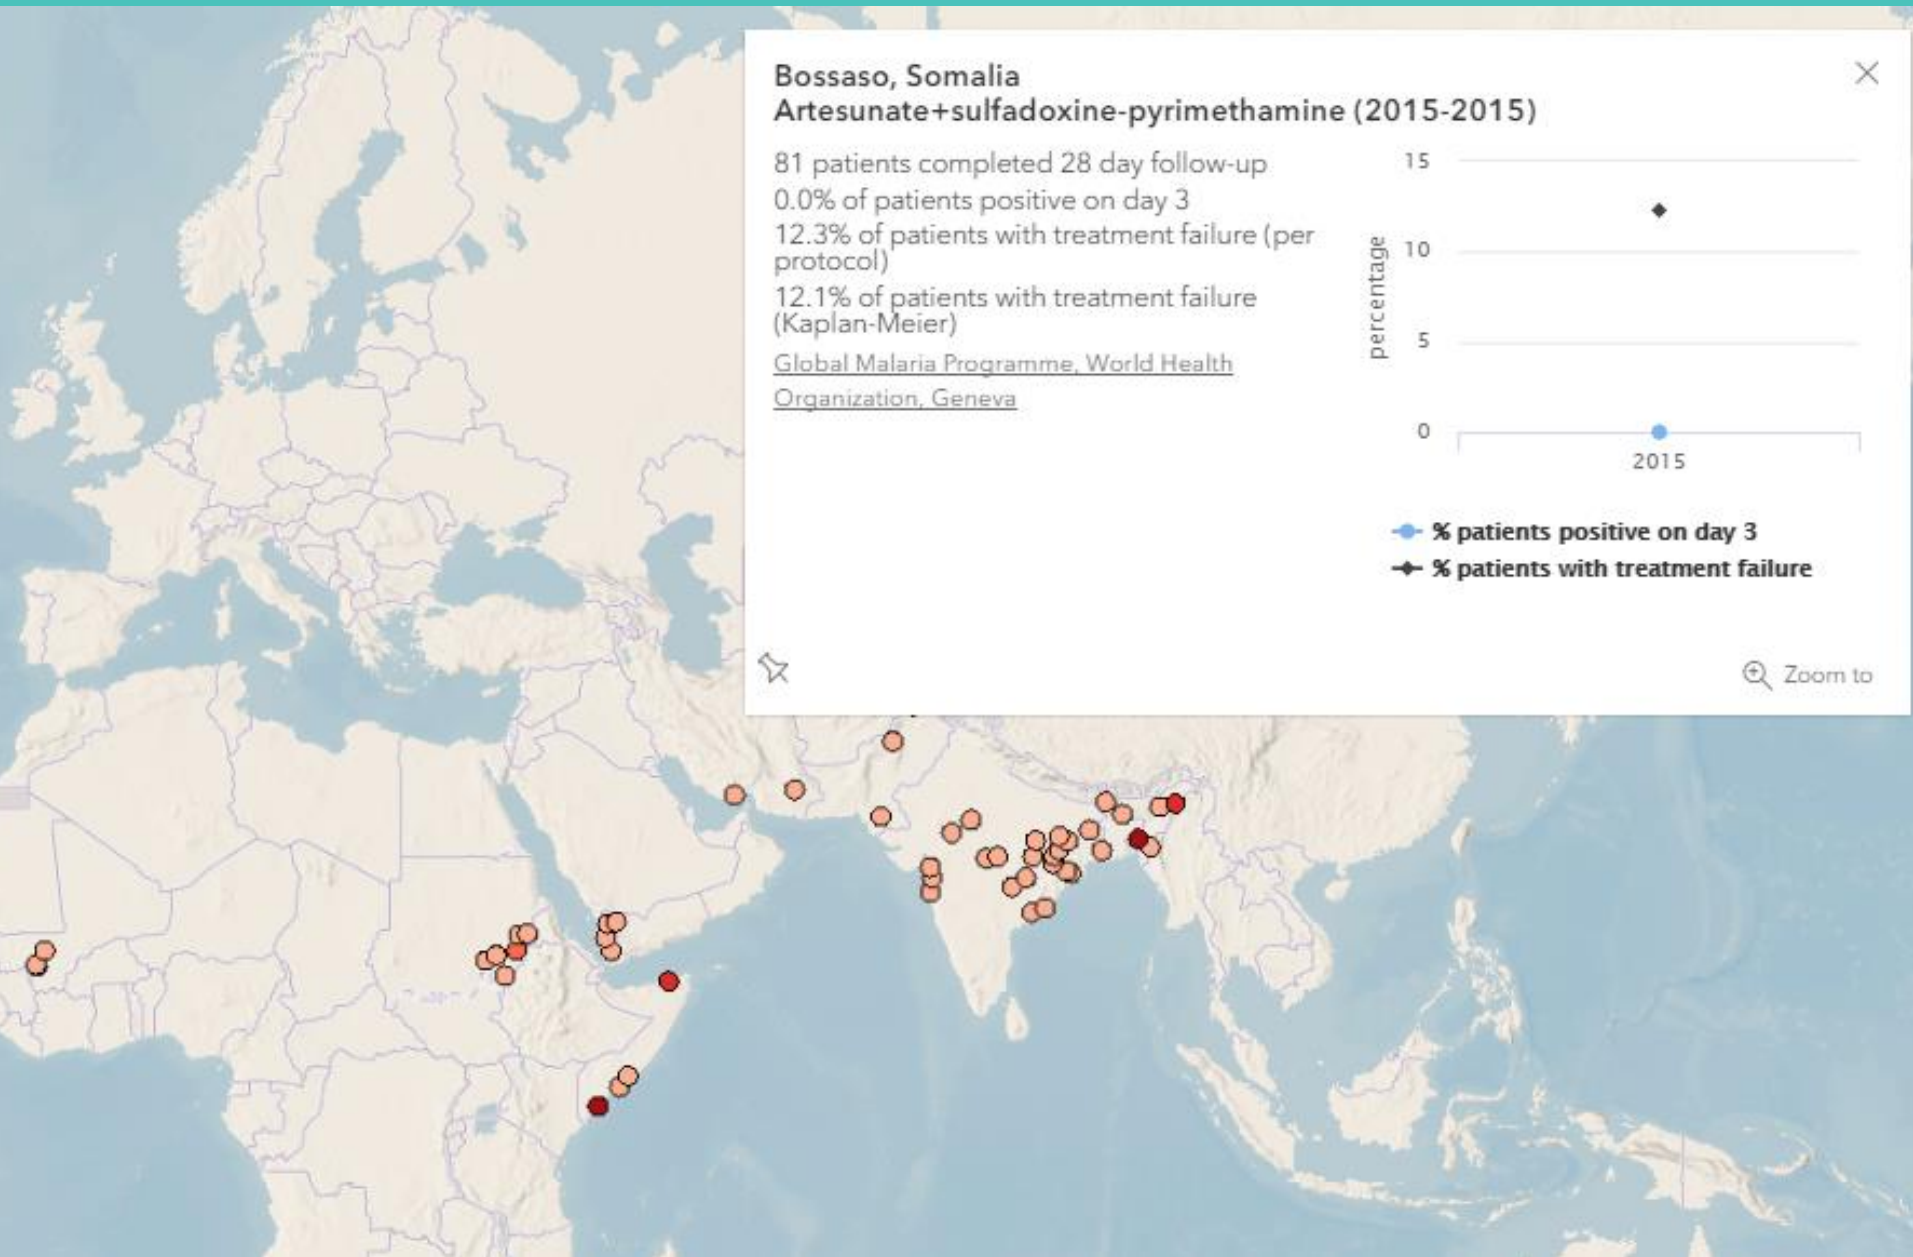 Bossaso, Somalia
Artesunate+sulfadoxine-pyrimethamine (2015-2015)
81 patients completed 28 day follow-up
0.0% of patients positive on day 3
12.3% of patients with treatment failure (per
protocol)
12.1% of patients with treatment failure
(Kaplan-Meier)
Global Malaria Programme, World Health
Organization, Geneva
15
10
5
0
percentage
2015
% patients positive on day 3
% patients with treatment failure
Zoom to